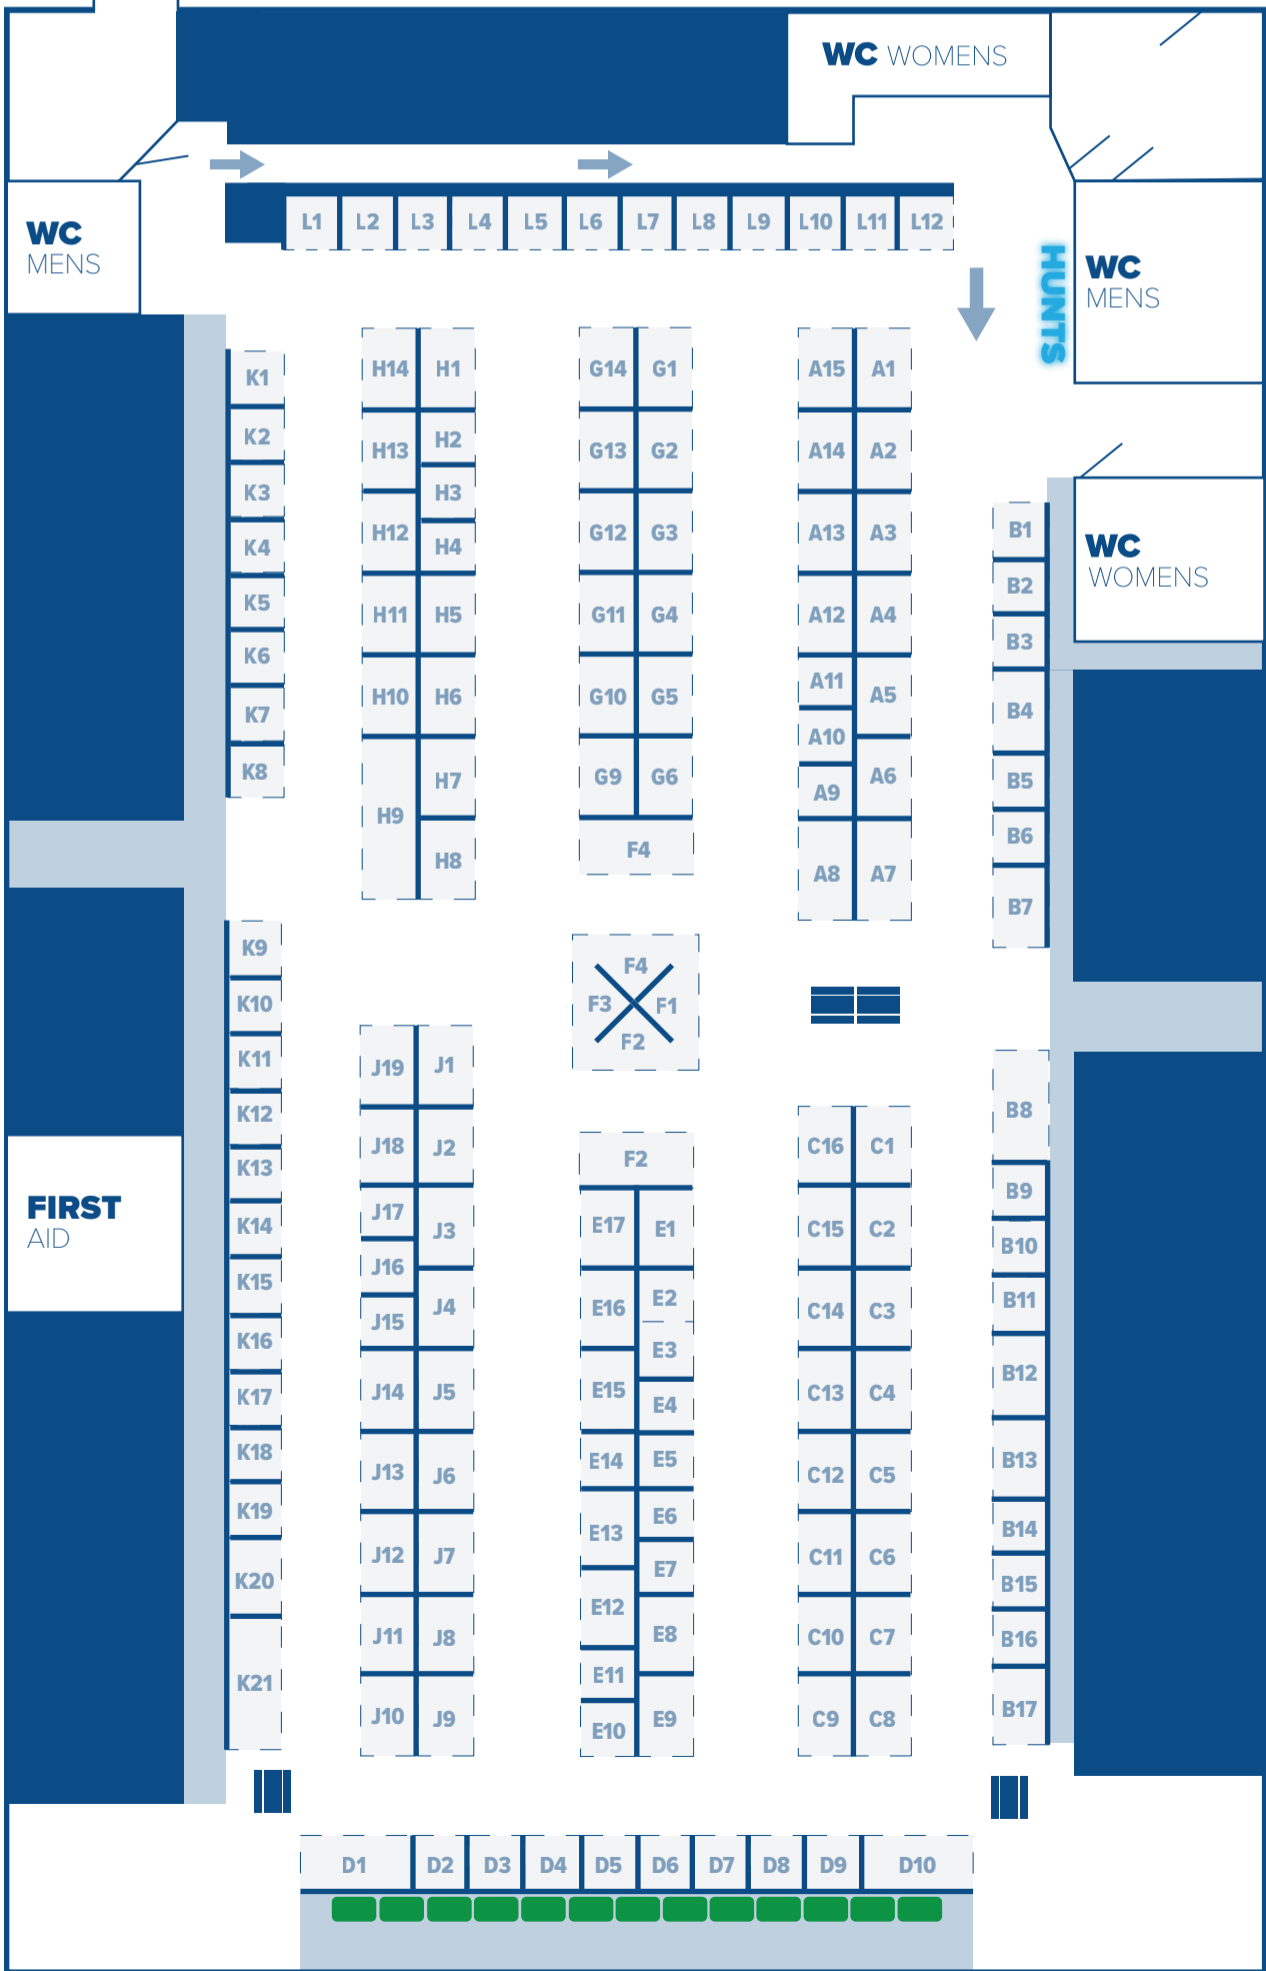 WC WOMENS
WC
MENS
L1 L2 L3 L4 L5 L6 L7 L8 L9 L10 L11 L12
WC
MENS
HUNTS
K1
K2
K3
K4
K5
K6
K7
K8
H14 H1
H13 H2
H3
H12 H4
H11 H5
H10 H6
H7
H9
H8
G14 G1
G13 G2
G12 G3
G11 G4
G10 G5
G9 G6
F4
A15 A1
A14 A2
A13 A3
A12 A4
A11 A5
A10
A9 A6
A8 A7
WC
WOMENS
B1
B2
B3
B4
B5
B6
B7
F4
F3 F1
F2
K9
K10
K11
K12
K13
K14
K15
K16
K17
K18
K19
K20
K21
FIRST
AID
J19 J1
J18 J2
J17 J3
J16
J15 J4
J14 J5
J13 J6
J12 J7
J11 J8
J10 J9
F2
E17 E1
E16 E2
E3
E15 E4
E14 E5
E13 E6
E7
E12 E8
E11
E10 E9
C16 C1
C15 C2
C14 C3
C13 C4
C12 C5
C11 C6
C10 C7
C9 C8
B8
B9
B10
B11
B12
B13
B14
B15
B16
B17
D1 D2 D3 D4 D5 D6 D7 D8 D9 D10